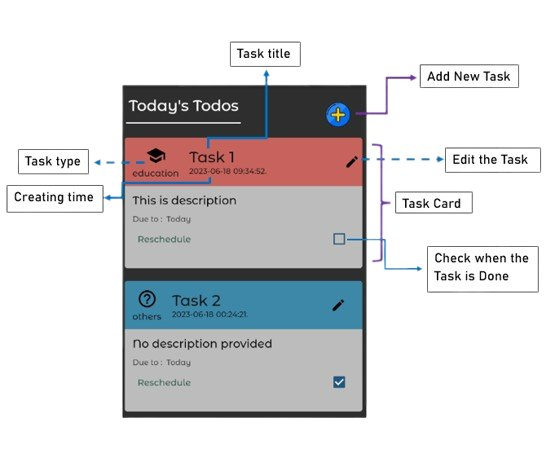 Task title
Add New Task
Today's Todos
Task type
education
Task 1
2023-06-18 09:34:52.
Edit the Task
Creating time
This is description
Due to : Today
Reschedule
Task Card
Check when the
Task is Done
others
Task 2
2023-06-18 00:24:21.
No description provided
Due to : Today
Reschedule